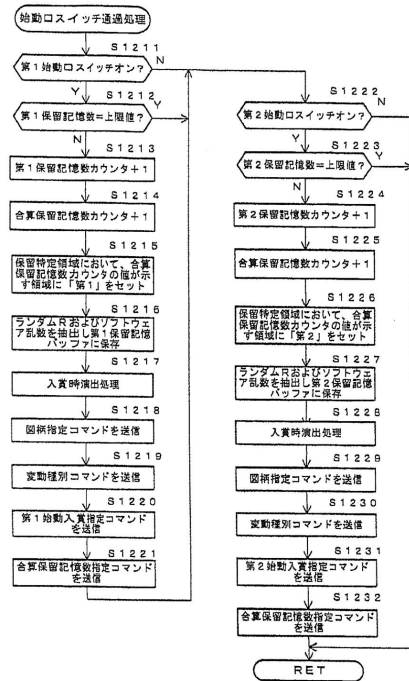 始動口スイッチ通過処理
S1211
第1始動口スイッチオン?
N
Y
S1212
第1保留記憶数=上限値?
Y
N
S1213
第1保留記憶数カウンタ+1
S1214
合算保留記憶数カウンタ+1
S1215
保留特定領域において、合算
保留記憶数カウンタの値が示
す領域に「第1」をセット
S1216
ランダムRおよびソフトウェ
ア乱数を抽出し第1保留記憶
バッファに保存
S1217
入賞時演出処理
S1218
図柄指定コマンドを送信
S1219
変動種別コマンドを送信
S1220
第1始動入賞指定コマンド
を送信
S1221
合算保留記憶数指定コマンド
を送信
S1222
第2始動口スイッチオン?
N
Y
S1223
第2保留記憶数=上限値?
Y
N
S1224
第2保留記憶数カウンタ+1
S1225
合算保留記憶数カウンタ+1
S1226
保留特定領域において、合算
保留記憶数カウンタの値が示
す領域に「第2」をセット
S1227
ランダムRおよびソフトウェ
ア乱数を抽出し第2保留記憶
バッファに保存
S1228
入賞時演出処理
S1229
図柄指定コマンドを送信
S1230
変動種別コマンドを送信
S1231
第2始動入賞指定コマンド
を送信
S1232
合算保留記憶数指定コマンド
を送信
RET